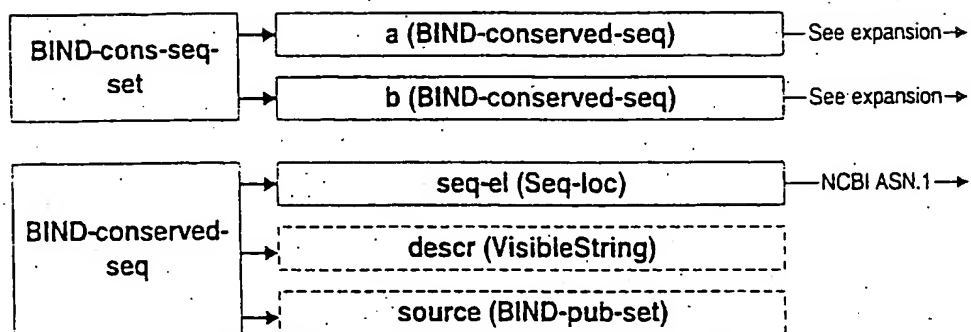 BIND-cons-seq-
set
a (BIND-conserved-seq)
See expansion
b (BIND-conserved-seq)
See expansion
BIND-conserved-
seq
seq-el (Seq-loc)
NCBI ASN.1
descr (VisibleString)
source (BIND-pub-set)